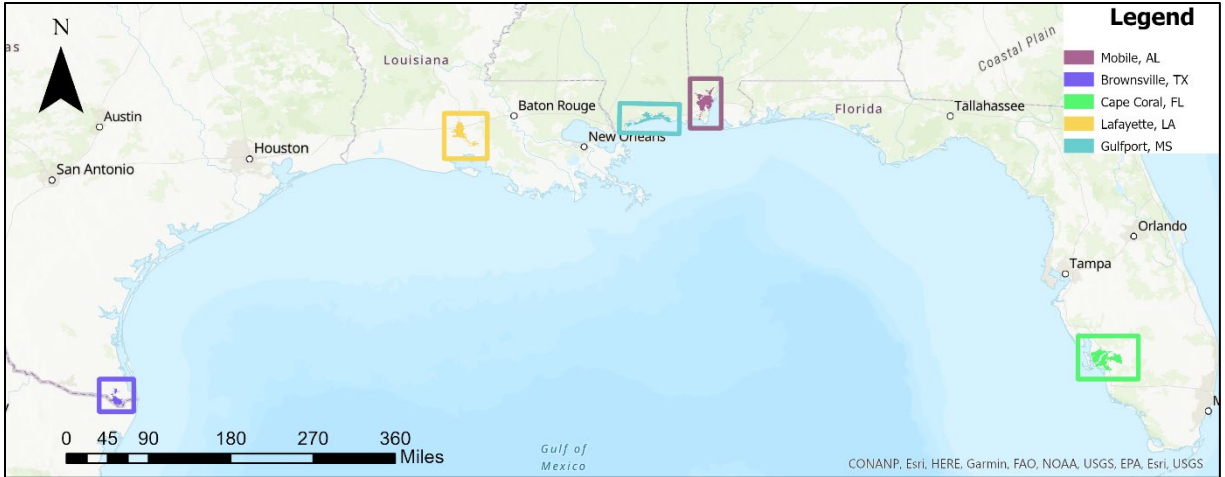 N
Legend
Mobile, AL
Brownsville, TX
Cape Coral, FL
Lafayette, LA
Gulfport, MS
as
Louisiana
Coastal Plain
Austin
Baton Rouge
Florida
Tallahassee
Houston
New Orleans
San Antonio
Orlando
Tampa
M
0 45 90 180 270 360
Miles
Gulf of
Mexico
CONANP, Esri, HERE, Garmin, FAO, NOAA, USGS, EPA, Esri, USGS